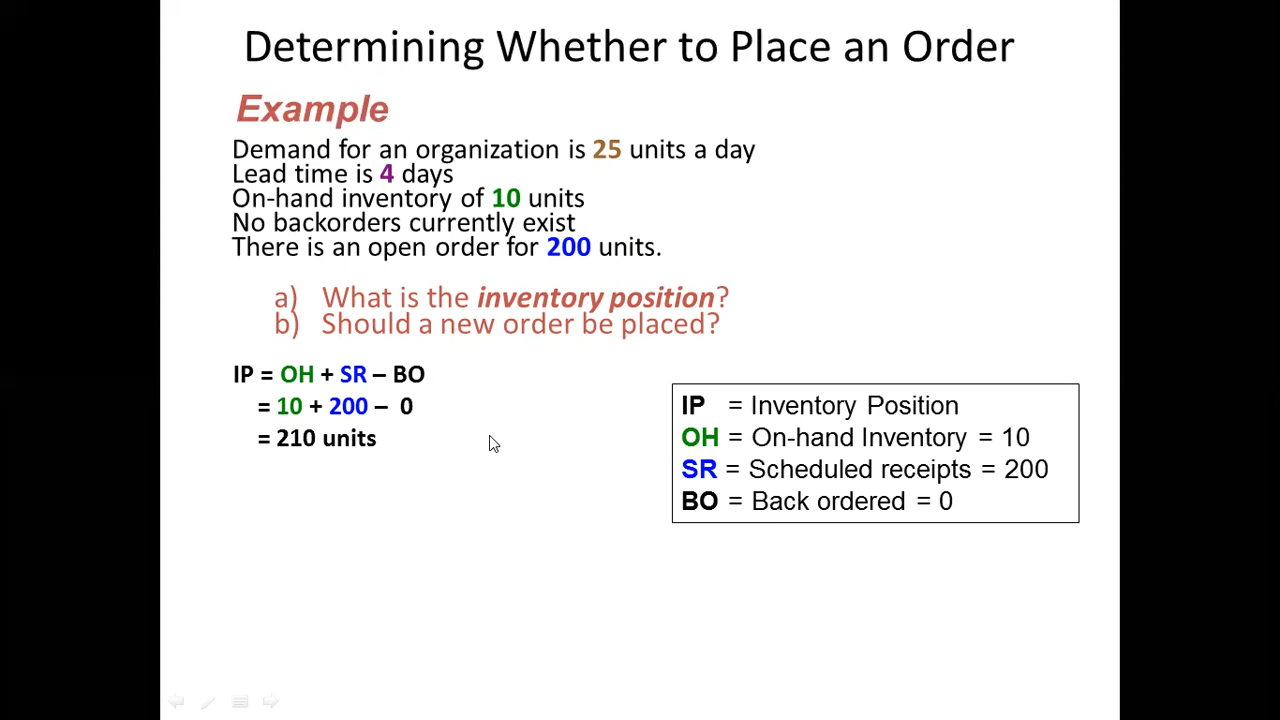 Determining Whether to Place an Order
Example
Demand for an organization is 25 units a day
Lead time is 4 days
On-hand inventory of 10 units
No backorders currently exist
There is an open order for 200 units.
a) What is the inventory position?
b) Should a new order be placed?
IP = OH + SR – BO
= 10 + 200 – 0
= 210 units
IP = Inventory Position
OH = On-hand Inventory = 10
SR = Scheduled receipts = 200
BO = Back ordered = 0